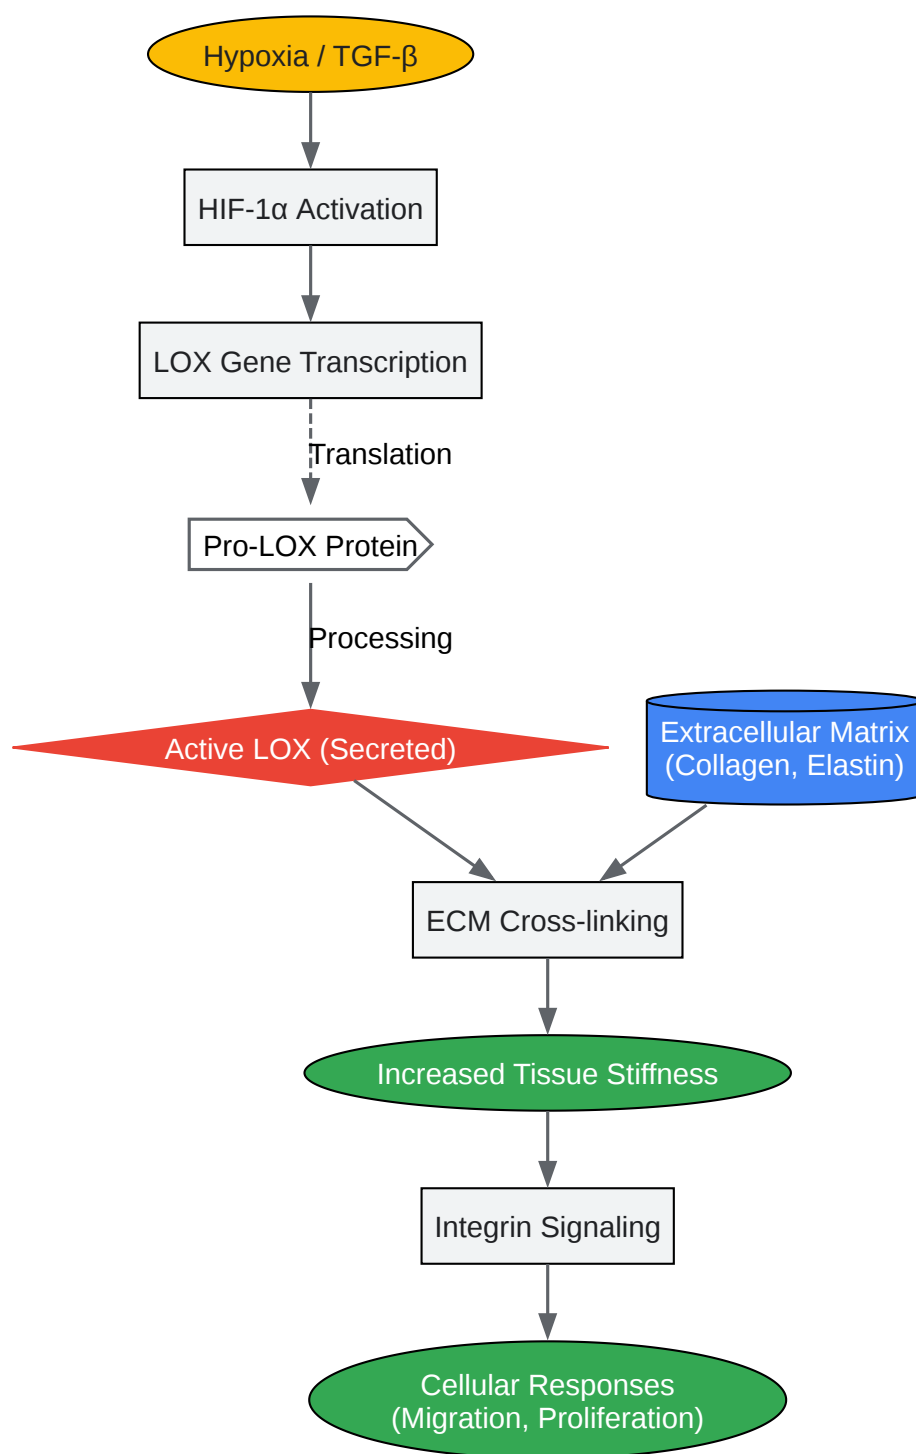 Hypoxia / TGF-β
HIF-1α Activation
LOX Gene Transcription
Translation
Pro-LOX Protein
Processing
Active LOX (Secreted)
Extracellular Matrix
(Collagen, Elastin)
ECM Cross-linking
Increased Tissue Stiffness
Integrin Signaling
Cellular Responses
(Migration, Proliferation)